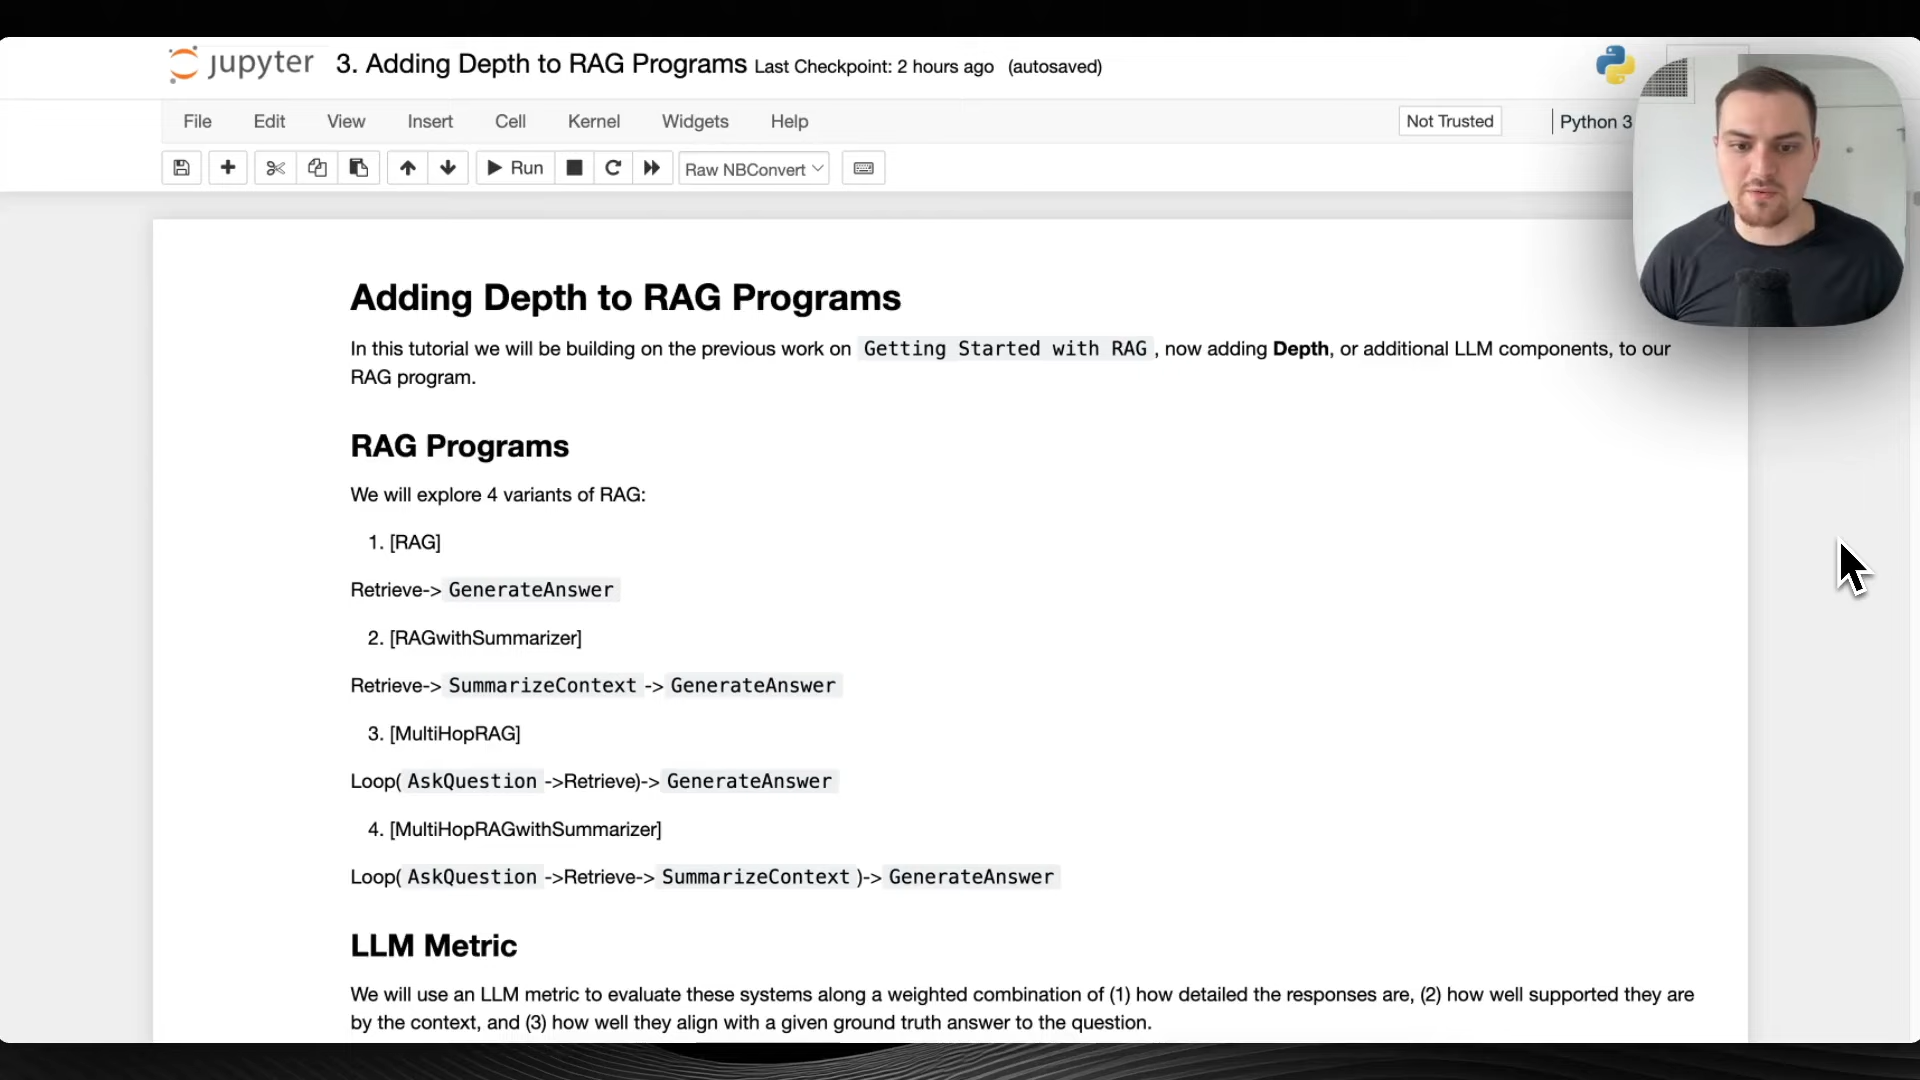 jupyter 3. Adding Depth to RAG Programs Last Checkpoint: 2 hours ago (autosaved)
File Edit View Insert Cell Kernel Widgets Help Not Trusted Python 3
Run Raw NBConvert
Adding Depth to RAG Programs
In this tutorial we will be building on the previous work on Getting Started with RAG , now adding Depth, or additional LLM components, to our
RAG program.
RAG Programs
We will explore 4 variants of RAG:
1. [RAG]
Retrieve-> GenerateAnswer
2. [RAGwithSummarizer]
Retrieve-> SummarizeContext -> GenerateAnswer
3. [MultiHopRAG]
Loop( AskQuestion ->Retrieve)-> GenerateAnswer
4. [MultiHopRAGwithSummarizer]
Loop( AskQuestion ->Retrieve-> SummarizeContext )-> GenerateAnswer
LLM Metric
We will use an LLM metric to evaluate these systems along a weighted combination of (1) how detailed the responses are, (2) how well supported they are
by the context, and (3) how well they align with a given ground truth answer to the question.